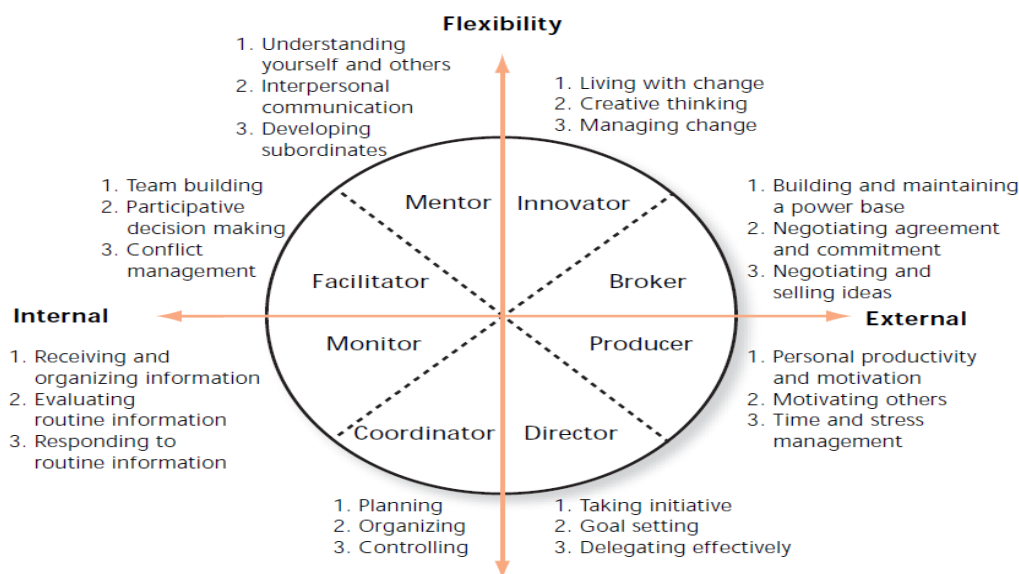 Flexibility
1. Understanding
yourself and others
2. Interpersonal
communication
3. Developing
subordinates
1. Living with change
2. Creative thinking
3. Managing change
1. Team building
2. Participative
decision making
3. Conflict
management
Mentor
Innovator
1. Building and maintaining
a power base
2. Negotiating agreement
and commitment
3. Negotiating and
selling ideas
Facilitator
Broker
Internal
External
Monitor
Producer
1. Receiving and
organizing information
2. Evaluating
routine information
3. Responding to
routine information
1. Personal productivity
and motivation
2. Motivating others
3. Time and stress
management
Coordinator
Director
1. Planning
2. Organizing
3. Controlling
1. Taking initiative
2. Goal setting
3. Delegating effectively